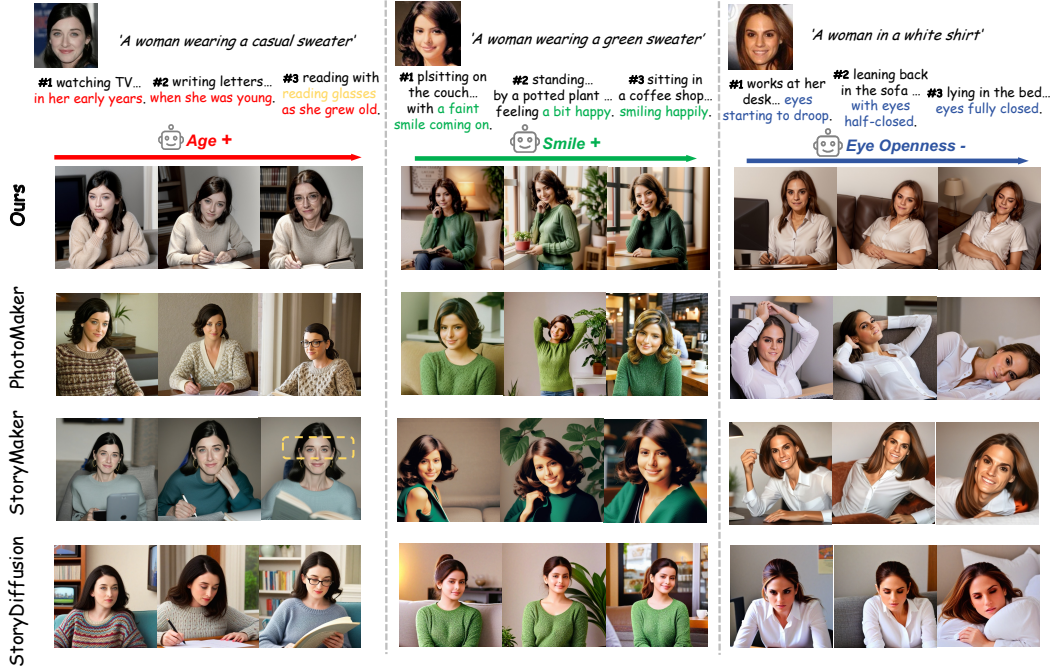 'A woman wearing a casual sweater'
#1 watching TV...
in her early years.
#2 writing letters...
when she was young.
#3 reading with
reading glasses
as she grew old.
Age +
'A woman wearing a green sweater'
#1 plsitting on
the couch...
with a faint
smile coming on.
#2 standing...
by a potted plant ...
feeling a bit happy.
#3 sitting in
a coffee shop...
smiling happily.
Smile +
'A woman in a white shirt'
#1 works at her
desk... eyes
starting to droop.
#2 leaning back
in the sofa ...
with eyes
half-closed.
#3 lying in the bed...
eyes fully closed.
Eye Openness -
Ours
PhotoMaker
StoryMaker
StoryDiffusion